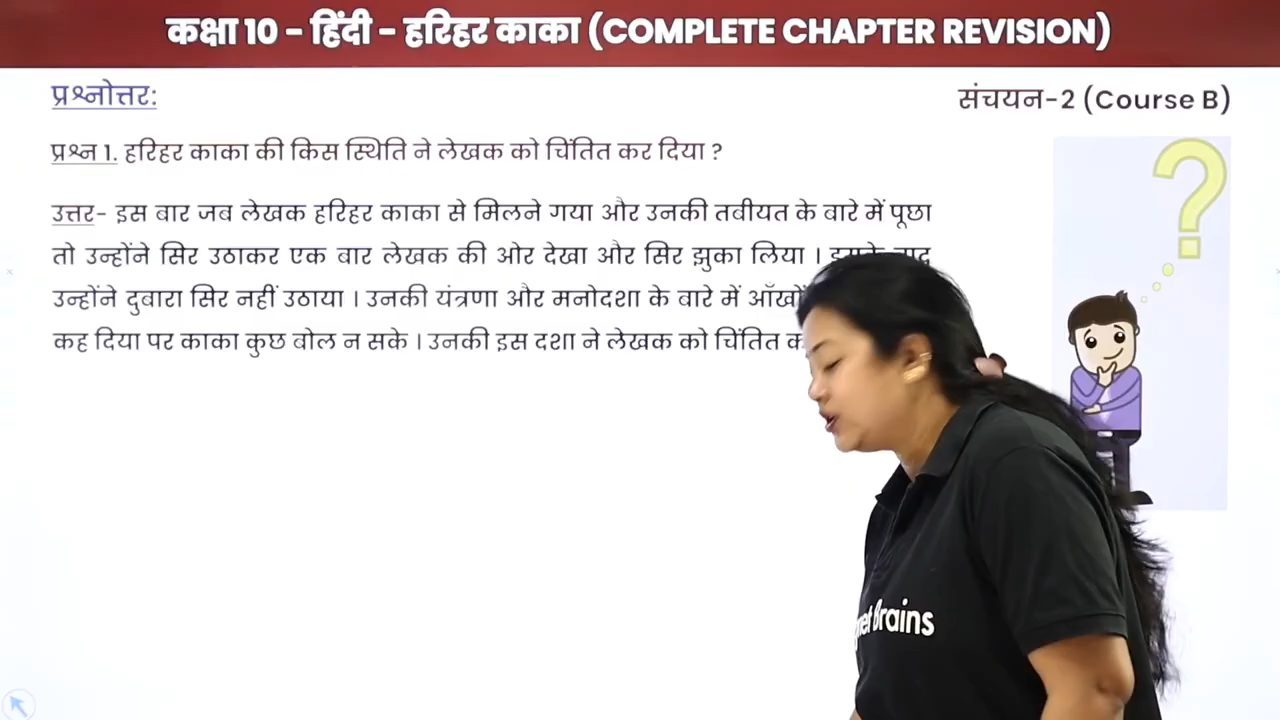 कक्षा 10 - हिंदी - हरिहर काका (COMPLETE CHAPTER REVISION)
प्रश्नोत्तर:
संचयन-2 (Course B)
प्रश्न 1. हरिहर काका की किस स्थिति ने लेखक को चिंतित कर दिया ?
उत्तर- इस बार जब लेखक हरिहर काका से मिलने गया और उनकी तबीयत के बारे में पूछा
तो उन्होंने सिर उठाकर एक बार लेखक की ओर देखा और सिर झुका लिया ।
उन्होंने दुबारा सिर नहीं उठाया । उनकी यंत्रणा और मनोदशा के बारे में
कह दिया पर काका कुछ बोल न सके । उनकी इस दशा ने लेखक को चिंतित
?
Brains